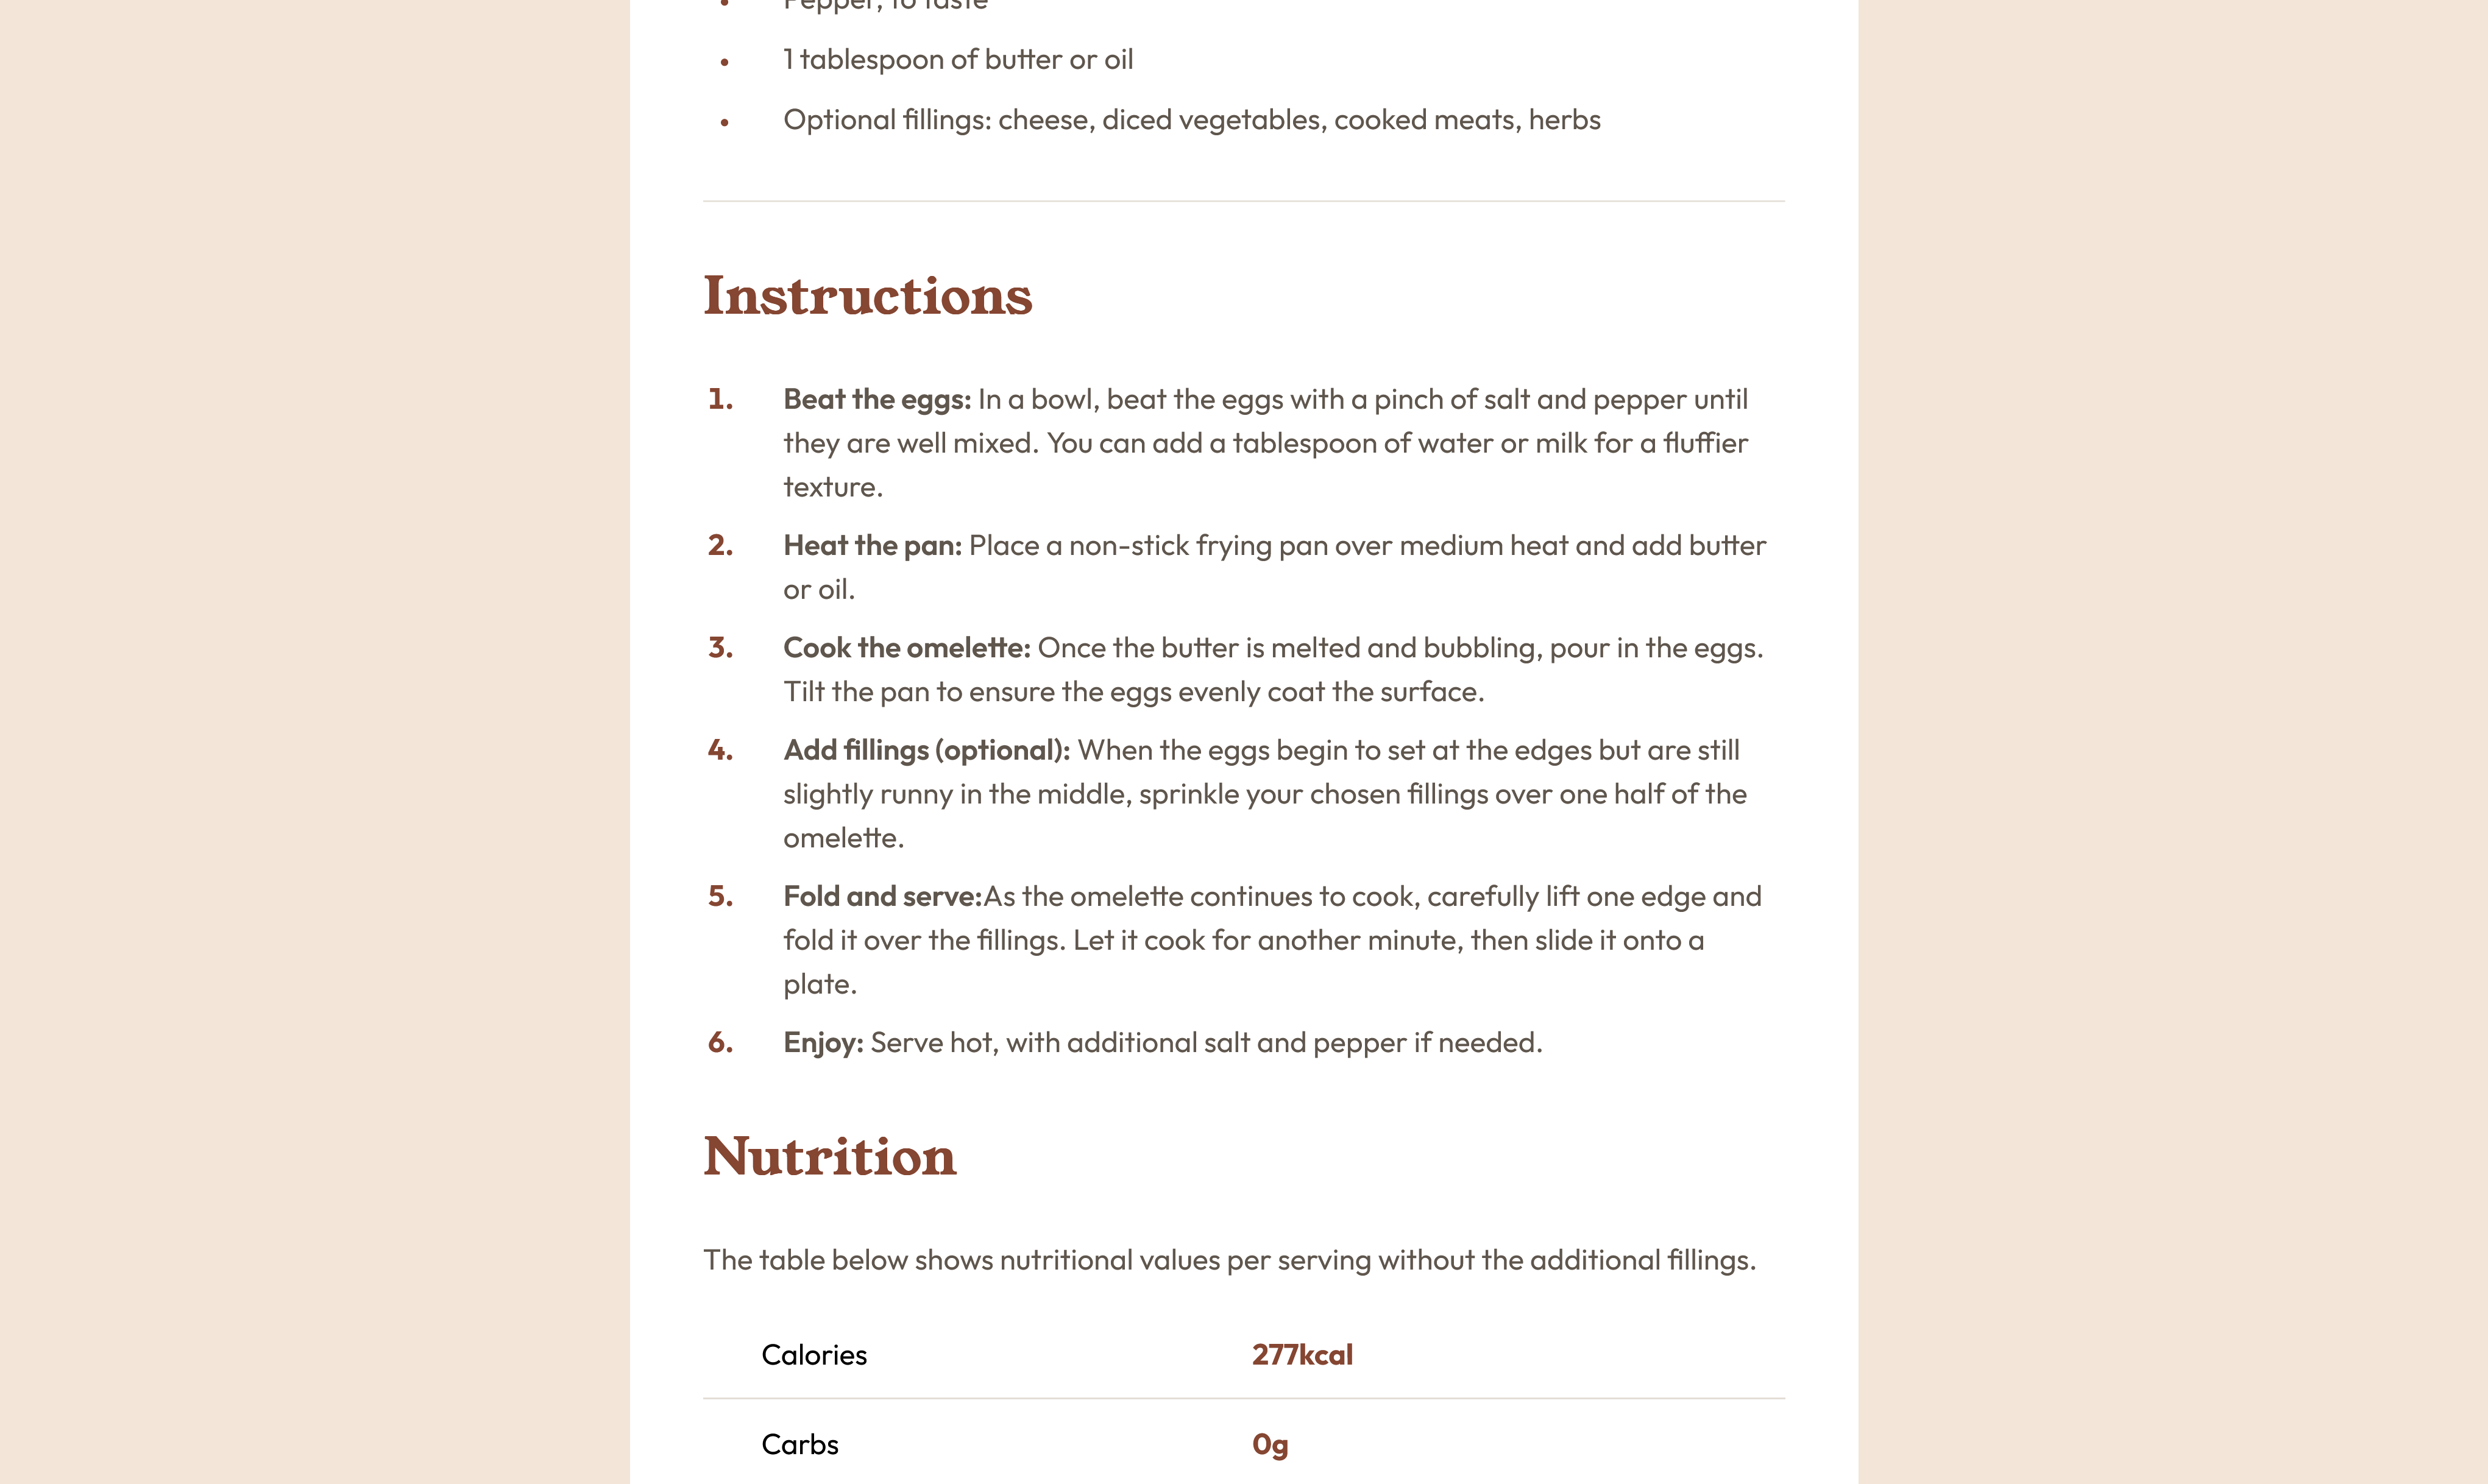 Pepper, to taste
1 tablespoon of butter or oil
Optional fillings: cheese, diced vegetables, cooked meats, herbs
Instructions
1. Beat the eggs: In a bowl, beat the eggs with a pinch of salt and pepper until
they are well mixed. You can add a tablespoon of water or milk for a fluffier
texture.
2. Heat the pan: Place a non-stick frying pan over medium heat and add butter
or oil.
3. Cook the omelette: Once the butter is melted and bubbling, pour in the eggs.
Tilt the pan to ensure the eggs evenly coat the surface.
4. Add fillings (optional): When the eggs begin to set at the edges but are still
slightly runny in the middle, sprinkle your chosen fillings over one half of the
omelette.
5. Fold and serve:As the omelette continues to cook, carefully lift one edge and
fold it over the fillings. Let it cook for another minute, then slide it onto a
plate.
6. Enjoy: Serve hot, with additional salt and pepper if needed.
Nutrition
The table below shows nutritional values per serving without the additional fillings.
Calories 277kcal
Carbs 0g